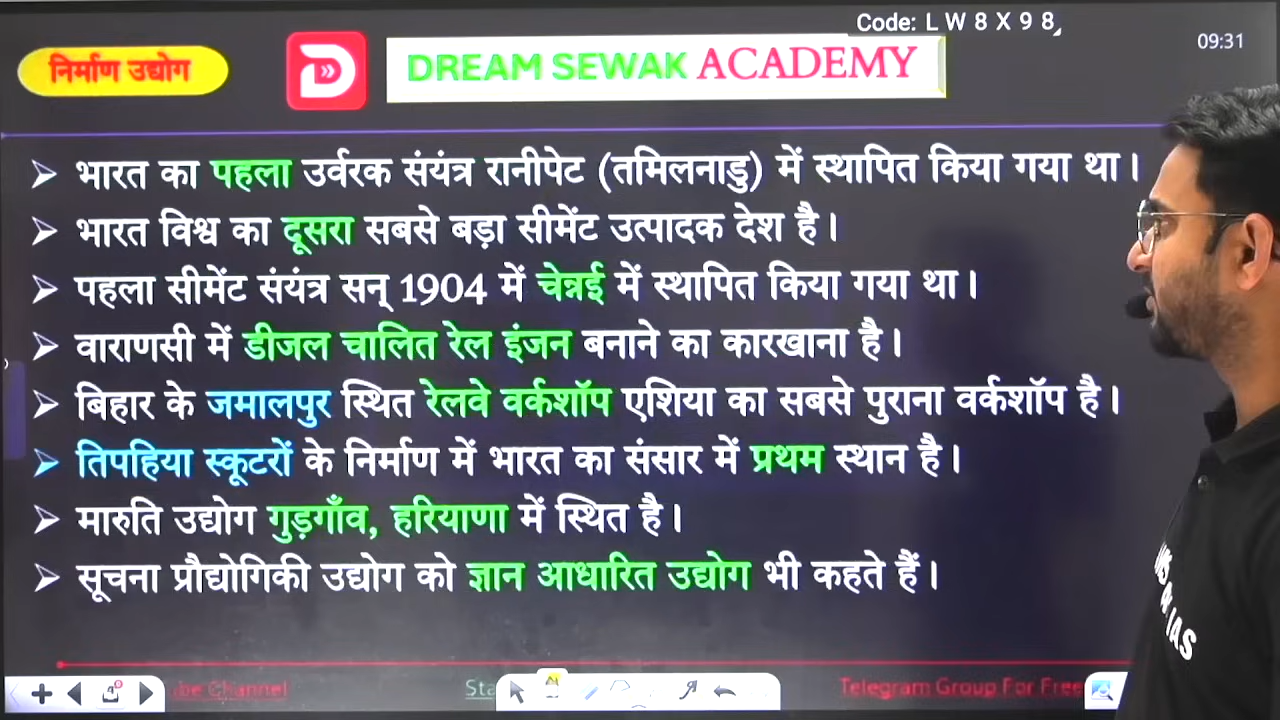 Code: L W 8 X 9 8
09:31
निर्माण उद्योग
DREAM SEWAK ACADEMY
➢ भारत का पहला उर्वरक संयंत्र रानीपेट (तमिलनाडु) में स्थापित किया गया था।
➢ भारत विश्व का दूसरा सबसे बड़ा सीमेंट उत्पादक देश है।
➢ पहला सीमेंट संयंत्र सन् 1904 में चेन्नई में स्थापित किया गया था।
➢ वाराणसी में डीजल चालित रेल इंजन बनाने का कारखाना है।
➢ बिहार के जमालपुर स्थित रेलवे वर्कशॉप एशिया का सबसे पुराना वर्कशॉप है।
➢ तिपहिया स्कूटरों के निर्माण में भारत का संसार में प्रथम स्थान है।
➢ मारुति उद्योग गुड़गाँव, हरियाणा में स्थित है।
➢ सूचना प्रौद्योगिकी उद्योग को ज्ञान आधारित उद्योग भी कहते हैं।
IAS
Channel
Telegram Group For Free